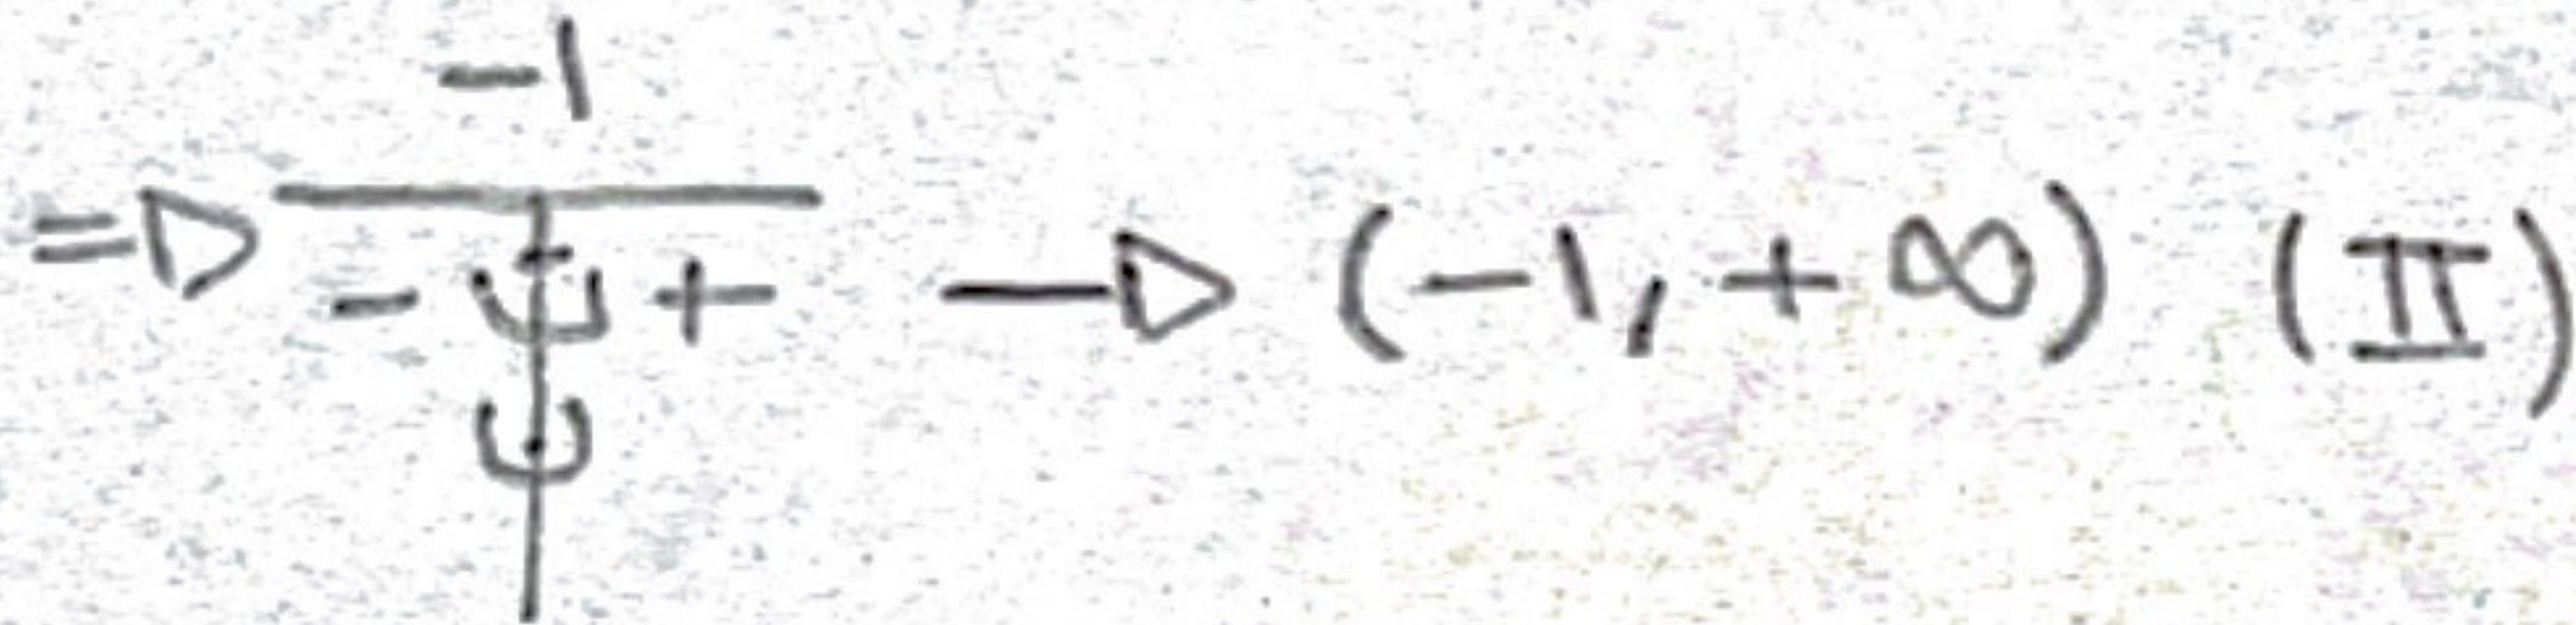 -1
⇒ - + → (-1, +∞) (II)